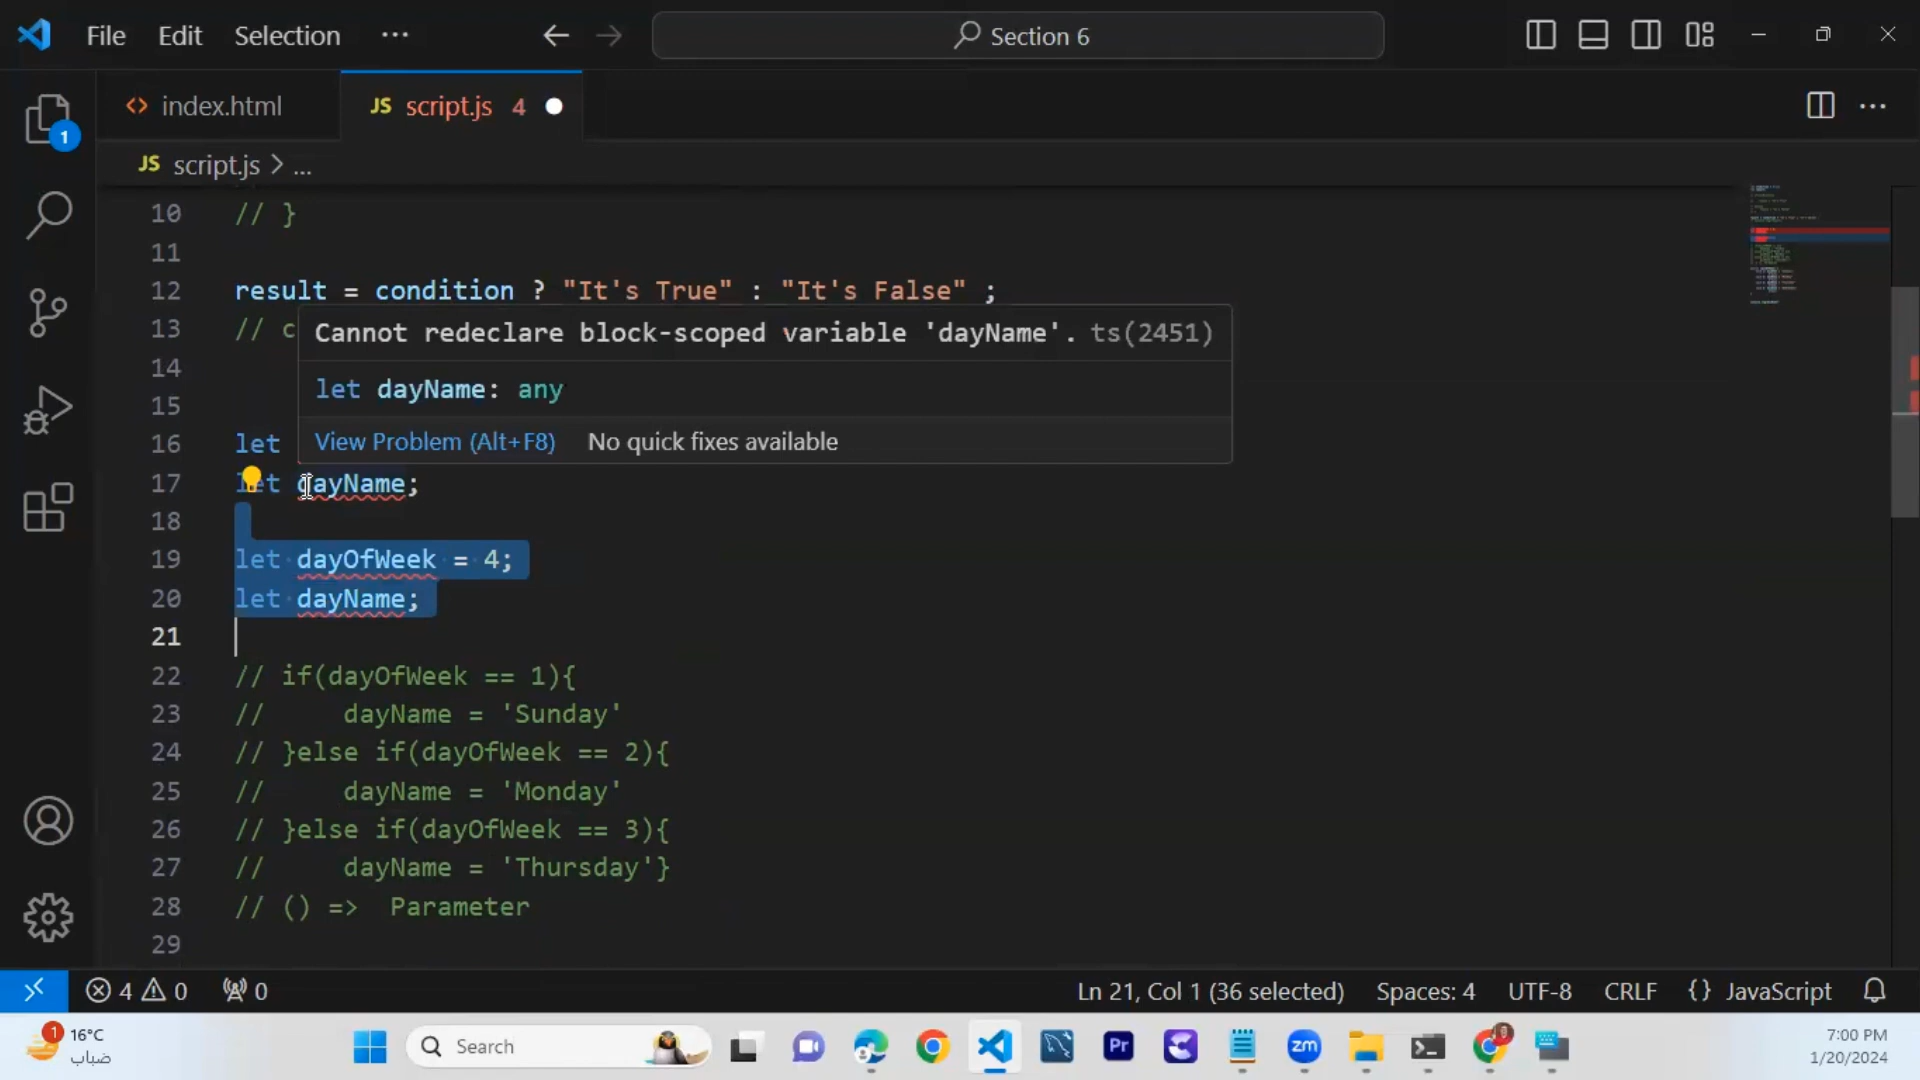 File Edit Selection ... Section 6
index.html JS script.js 4
1
JS script.js > ...
10 // }
11
12 result = condition ? "It's True" : "It's False" ;
13 // c
Cannot redeclare block-scoped variable 'dayName'. ts(2451)
14
let dayName: any
15
View Problem (Alt+F8) No quick fixes available
16 let
17 let dayName;
18
19 let dayOfWeek = 4;
20 let dayName;
21
22 // if(dayOfWeek == 1){
23 // dayName = 'Sunday'
24 // }else if(dayOfWeek == 2){
25 // dayName = 'Monday'
26 // }else if(dayOfWeek == 3){
27 // dayName = 'Thursday'}
28 // () => Parameter
29
4 0 0 Ln 21, Col 1 (36 selected) Spaces: 4 UTF-8 CRLF {} JavaScript
1 16°C Search Pr zm 7:00 PM
ضباب 1/20/2024